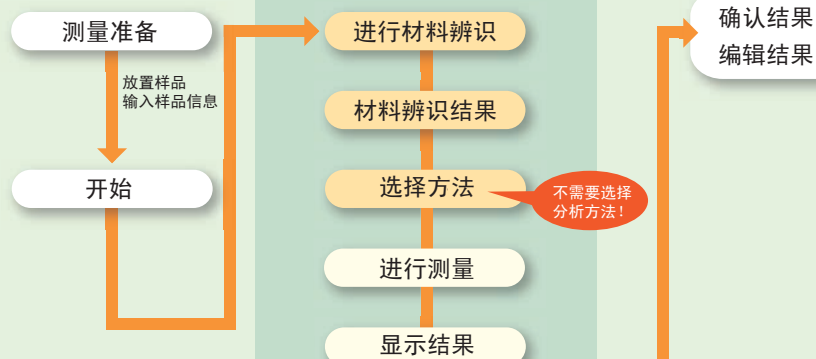 测量准备
放置样品
输入样品信息
开始
进行材料辨识
材料辨识结果
选择方法
不需要选择
分析方法！
进行测量
显示结果
确认结果
编辑结果